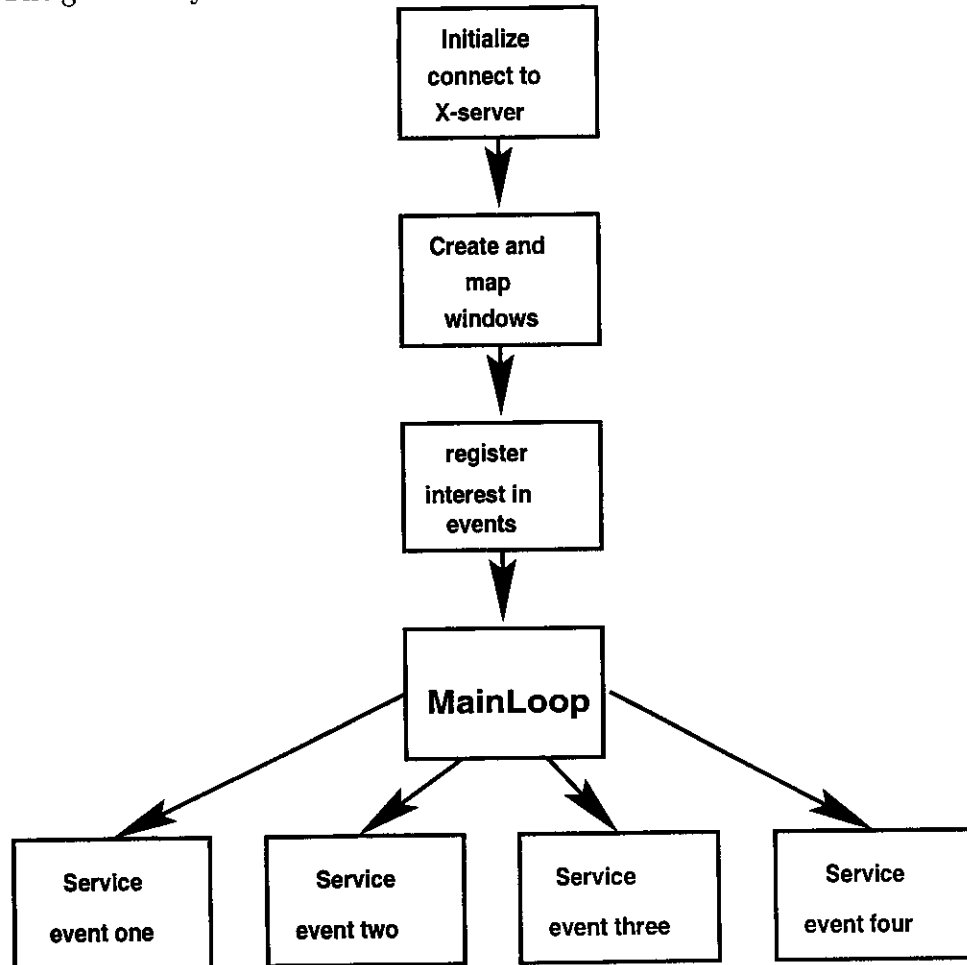 Initialize
connect to
X-server
Create and
map
windows
register
interest in
events
MainLoop
Service
event one
Service
event two
Service
event three
Service
event four